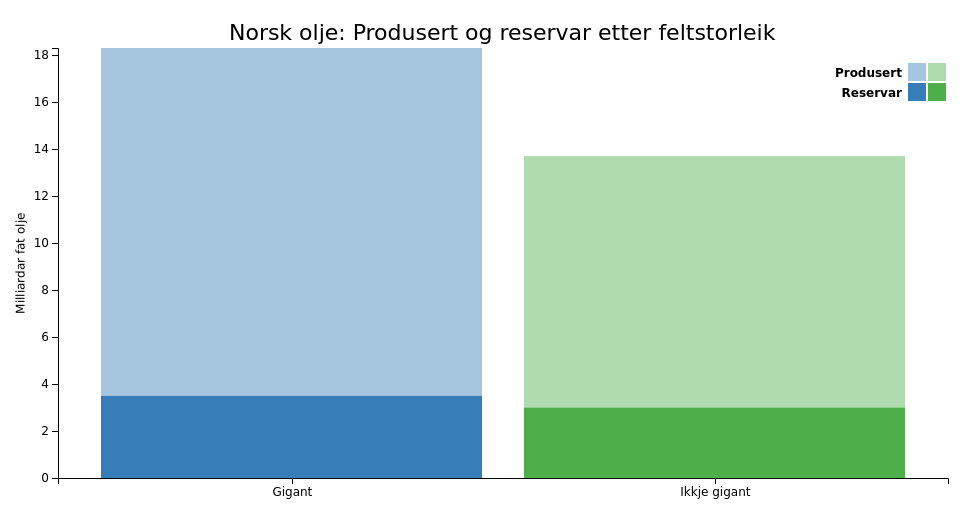 Norsk olje: Produsert og reservar etter feltstorleik
Produsert
Reservar
Milliardar fat olje
18
16
14
12
10
8
6
4
2
0
Gigant
Ikkje gigant